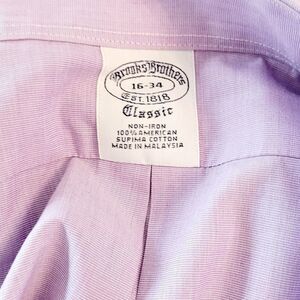 Brooks Brothers
16-34
EST. 1818
Classic
NON-IRON
100% AMERICAN
SUPIMA COTTON
MADE IN MALAYSIA